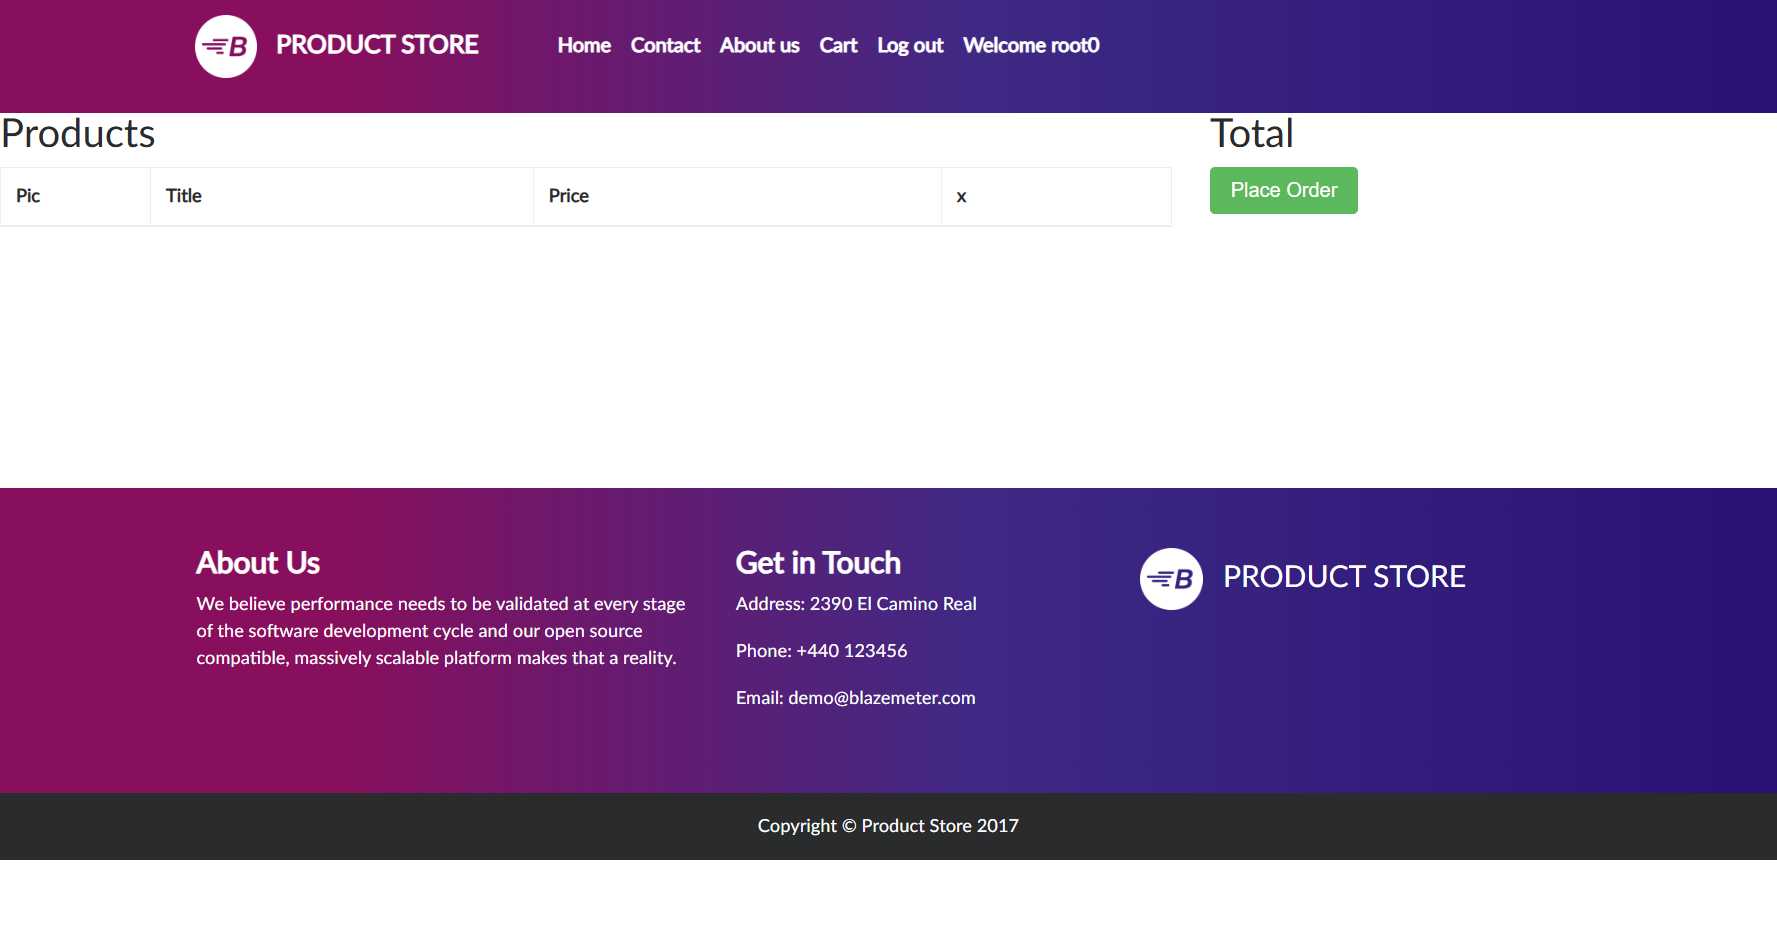 B PRODUCT STORE Home Contact About us Cart Log out Welcome root0
Products
Total
Pic Title Price x
Place Order
About Us
We believe performance needs to be validated at every stage
of the software development cycle and our open source
compatible, massively scalable platform makes that a reality.
Get in Touch
Address: 2390 El Camino Real
Phone: +440 123456
Email: demo@blazemeter.com
B PRODUCT STORE
Copyright © Product Store 2017